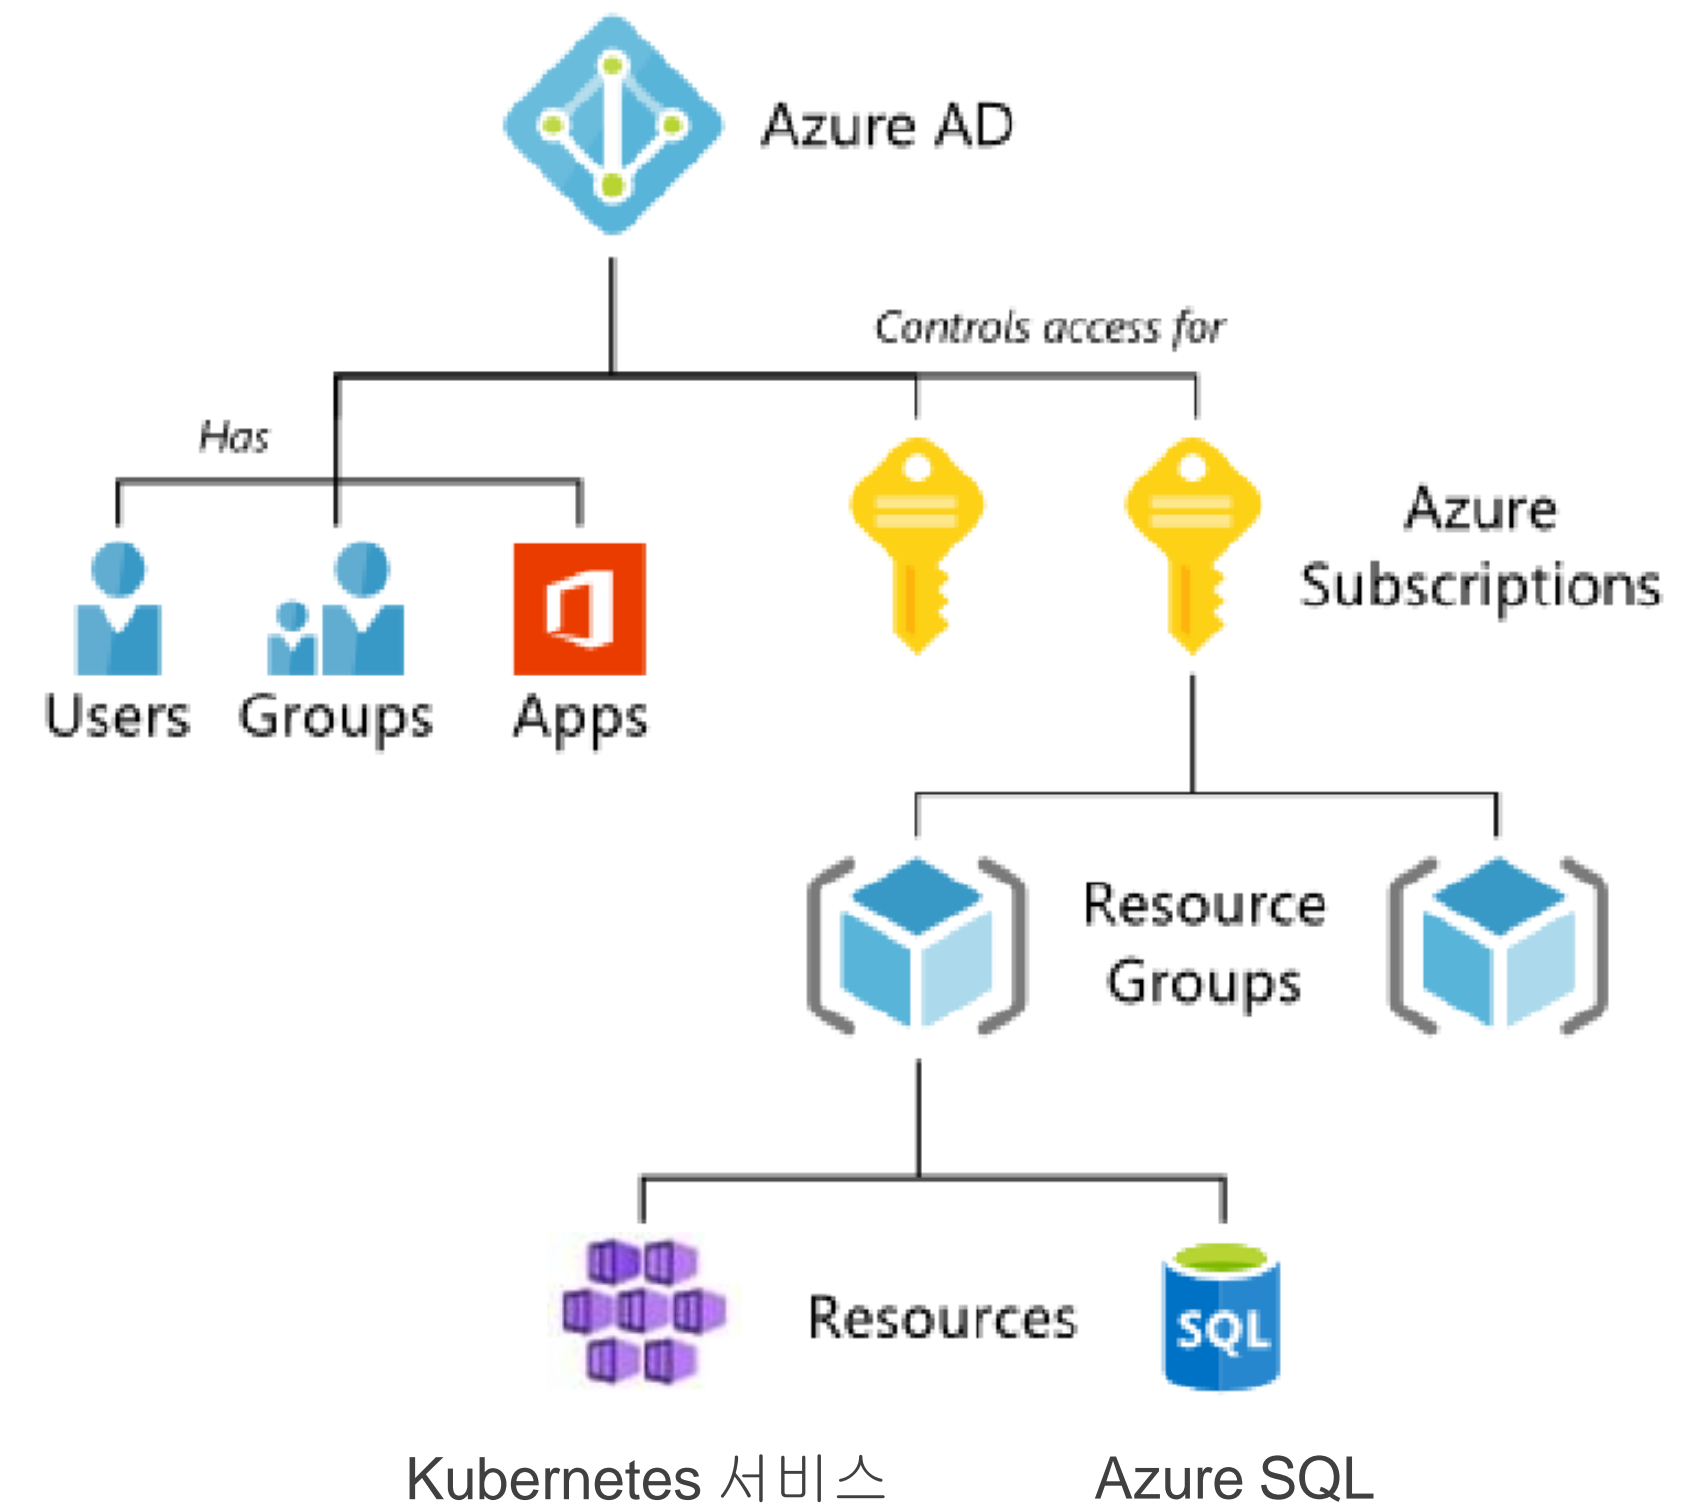 Azure AD
Controls access for
Has
Azure
Subscriptions
Users
Groups
Apps
Resource
Groups
Resources
SQL
Kubernetes 서비스
Azure SQL